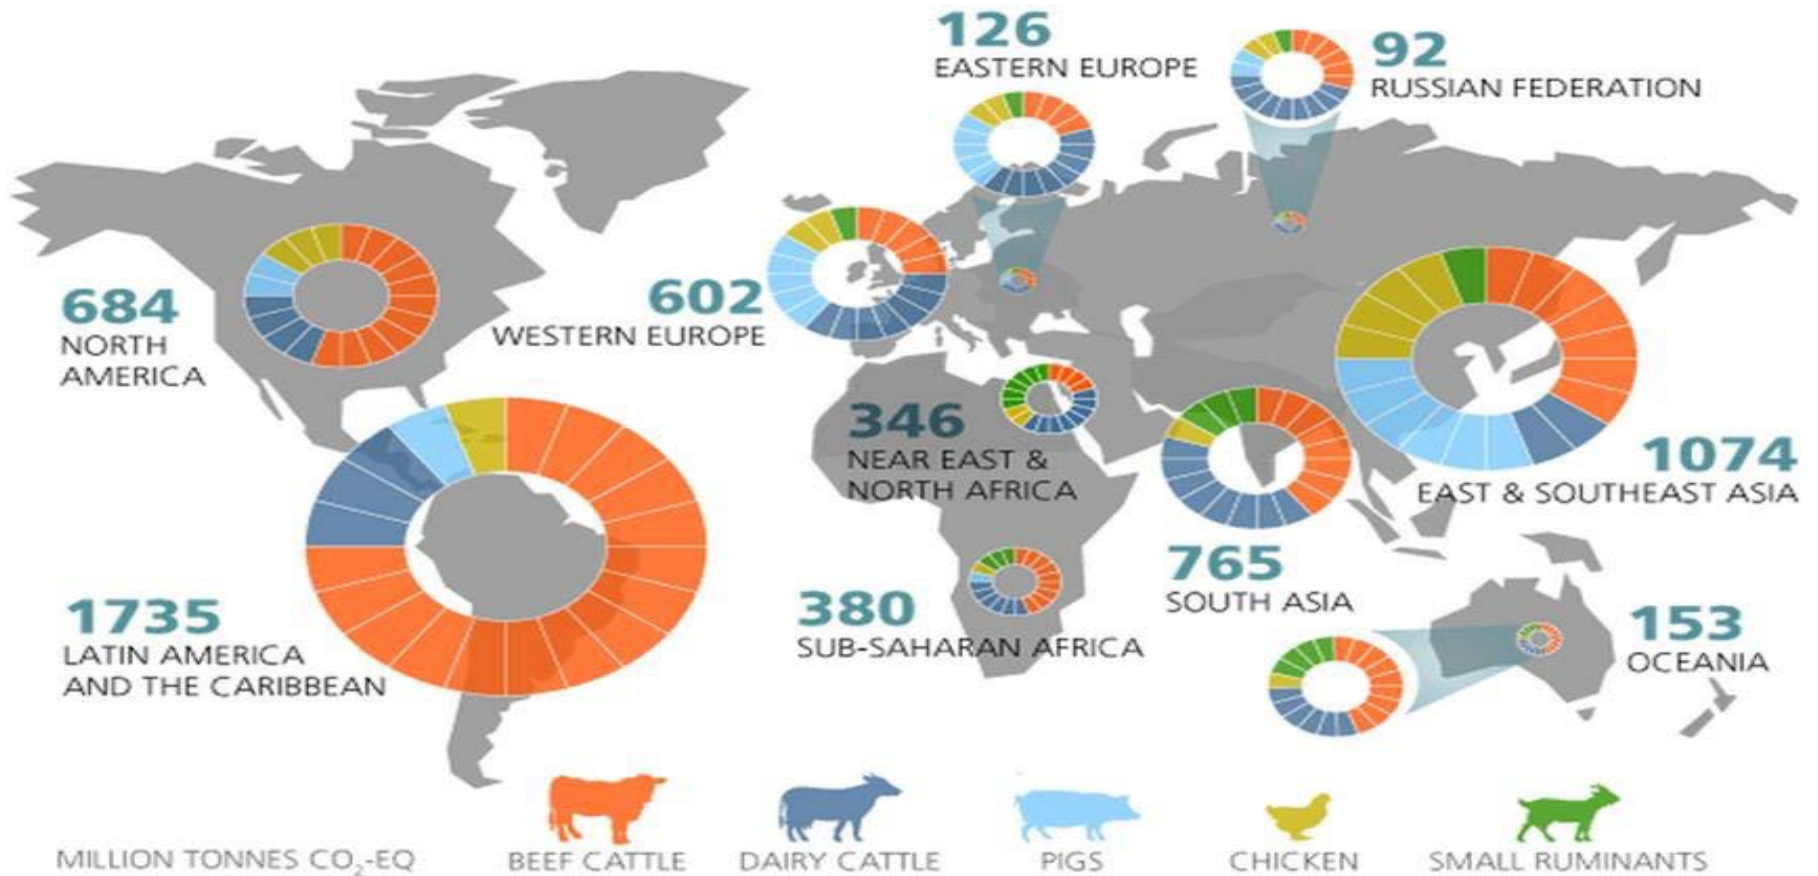 126
EASTERN EUROPE
92
RUSSIAN FEDERATION
684
NORTH
AMERICA
602
WESTERN EUROPE
346
NEAR EAST &
NORTH AFRICA
1074
EAST & SOUTHEAST ASIA
1735
LATIN AMERICA
AND THE CARIBBEAN
380
SUB-SAHARAN AFRICA
765
SOUTH ASIA
153
OCEANIA
MILLION TONNES CO₂-EQ
BEEF CATTLE
DAIRY CATTLE
PIGS
CHICKEN
SMALL RUMINANTS